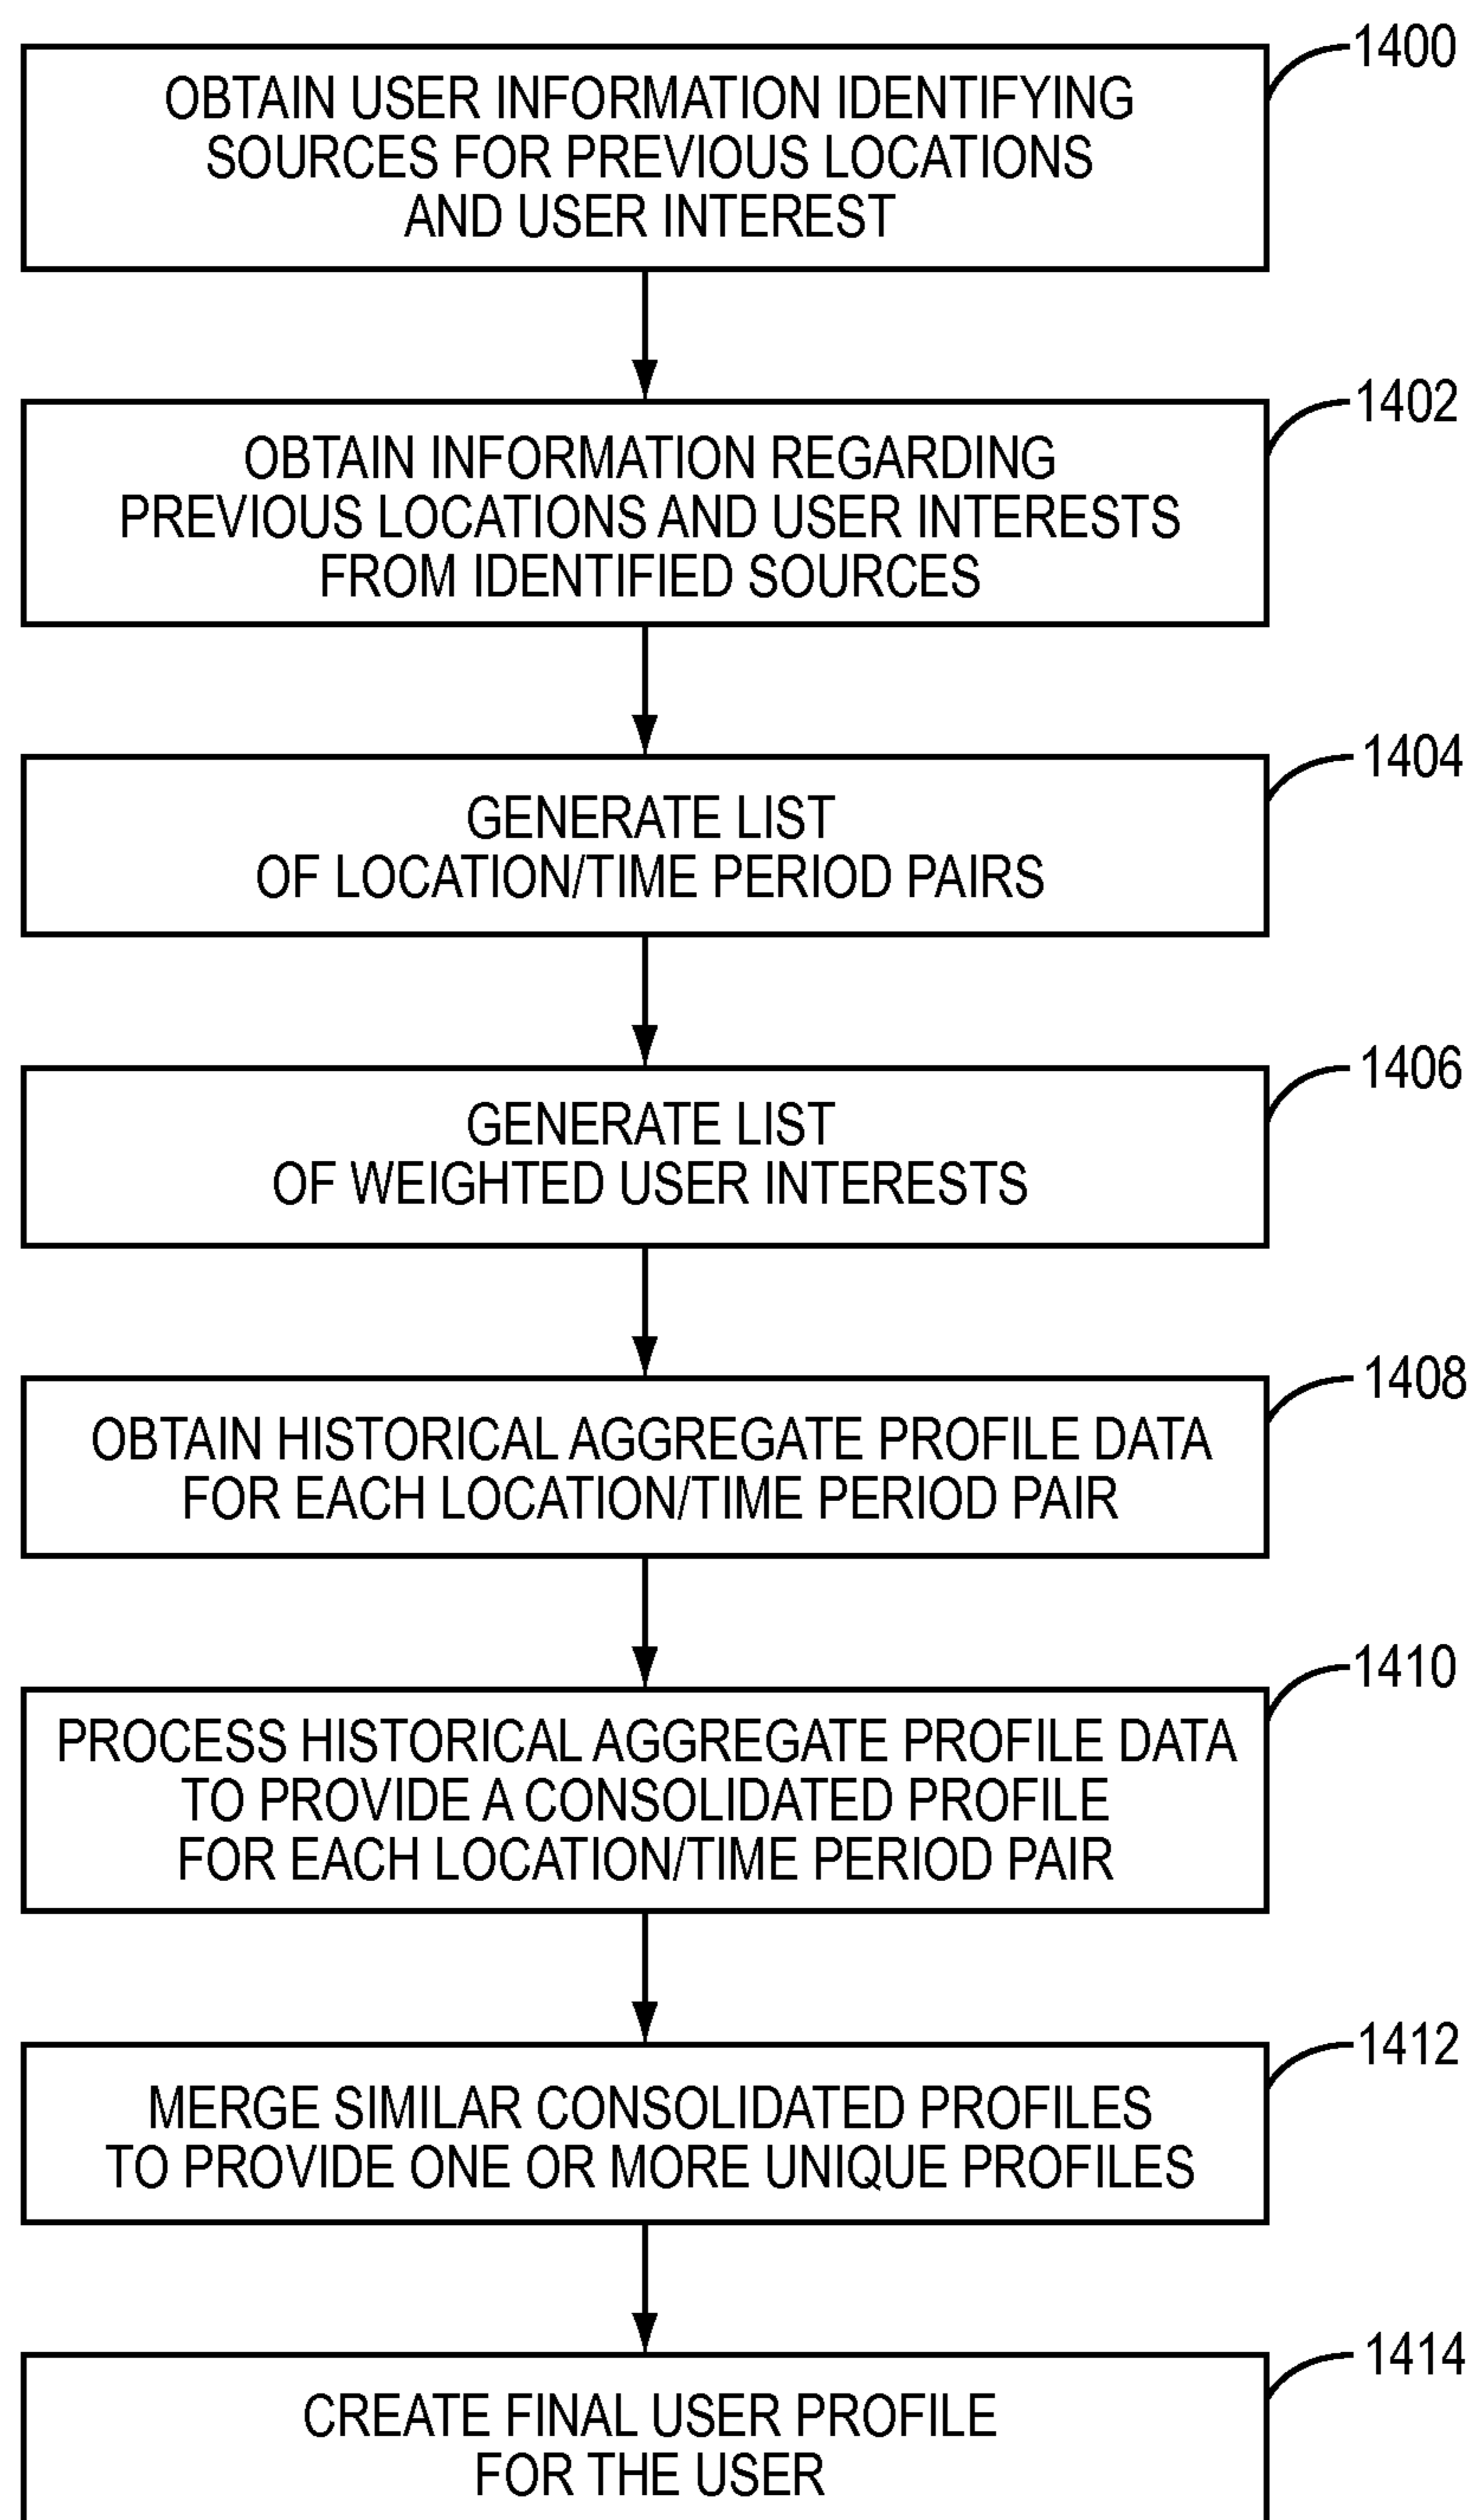 1400
OBTAIN USER INFORMATION IDENTIFYING
SOURCES FOR PREVIOUS LOCATIONS
AND USER INTEREST
1402
OBTAIN INFORMATION REGARDING
PREVIOUS LOCATIONS AND USER INTERESTS
FROM IDENTIFIED SOURCES
1404
GENERATE LIST
OF LOCATION/TIME PERIOD PAIRS
1406
GENERATE LIST
OF WEIGHTED USER INTERESTS
1408
OBTAIN HISTORICAL AGGREGATE PROFILE DATA
FOR EACH LOCATION/TIME PERIOD PAIR
1410
PROCESS HISTORICAL AGGREGATE PROFILE DATA
TO PROVIDE A CONSOLIDATED PROFILE
FOR EACH LOCATION/TIME PERIOD PAIR
1412
MERGE SIMILAR CONSOLIDATED PROFILES
TO PROVIDE ONE OR MORE UNIQUE PROFILES
1414
CREATE FINAL USER PROFILE
FOR THE USER